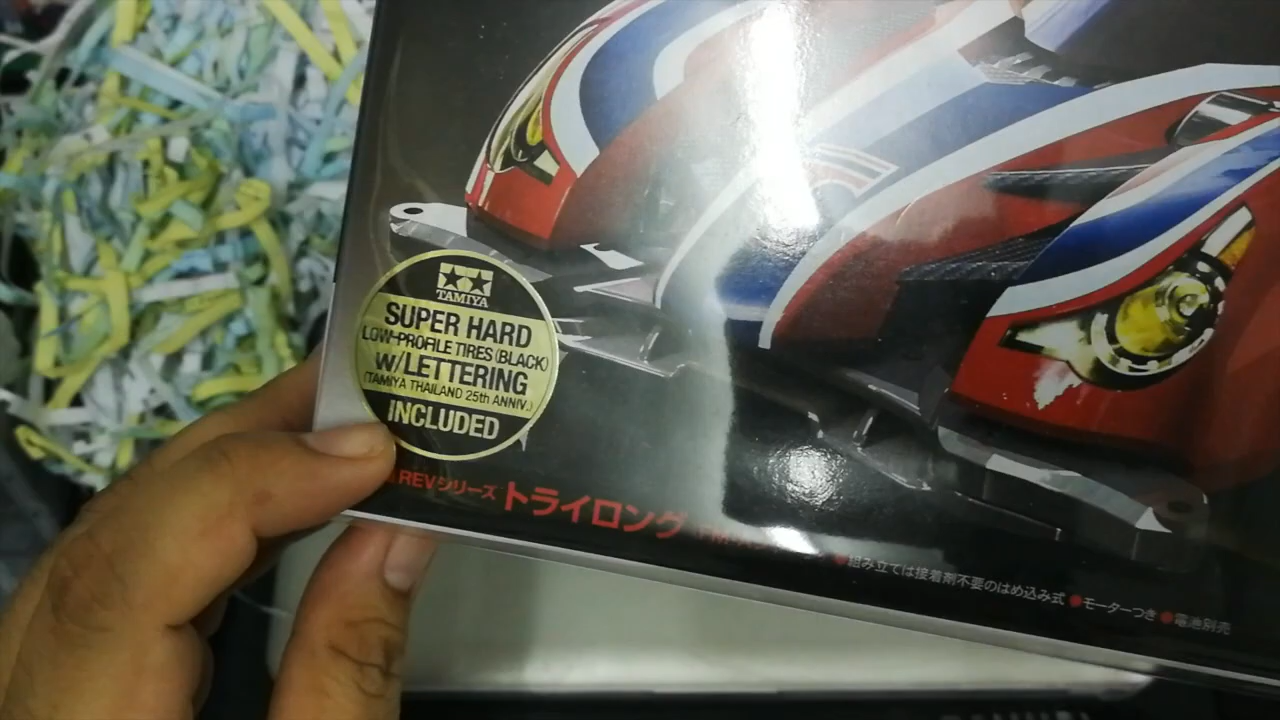 TAMIYA
SUPER HARD
LOW-PROFILE TIRES (BLACK)
W/LETTERING
(TAMIYA THAILAND 25th ANNIV.)
INCLUDED
REVシリーズ トライロング
●組み立ては接着剤不要のはめ込み式 ●モーターつき ●電池別売